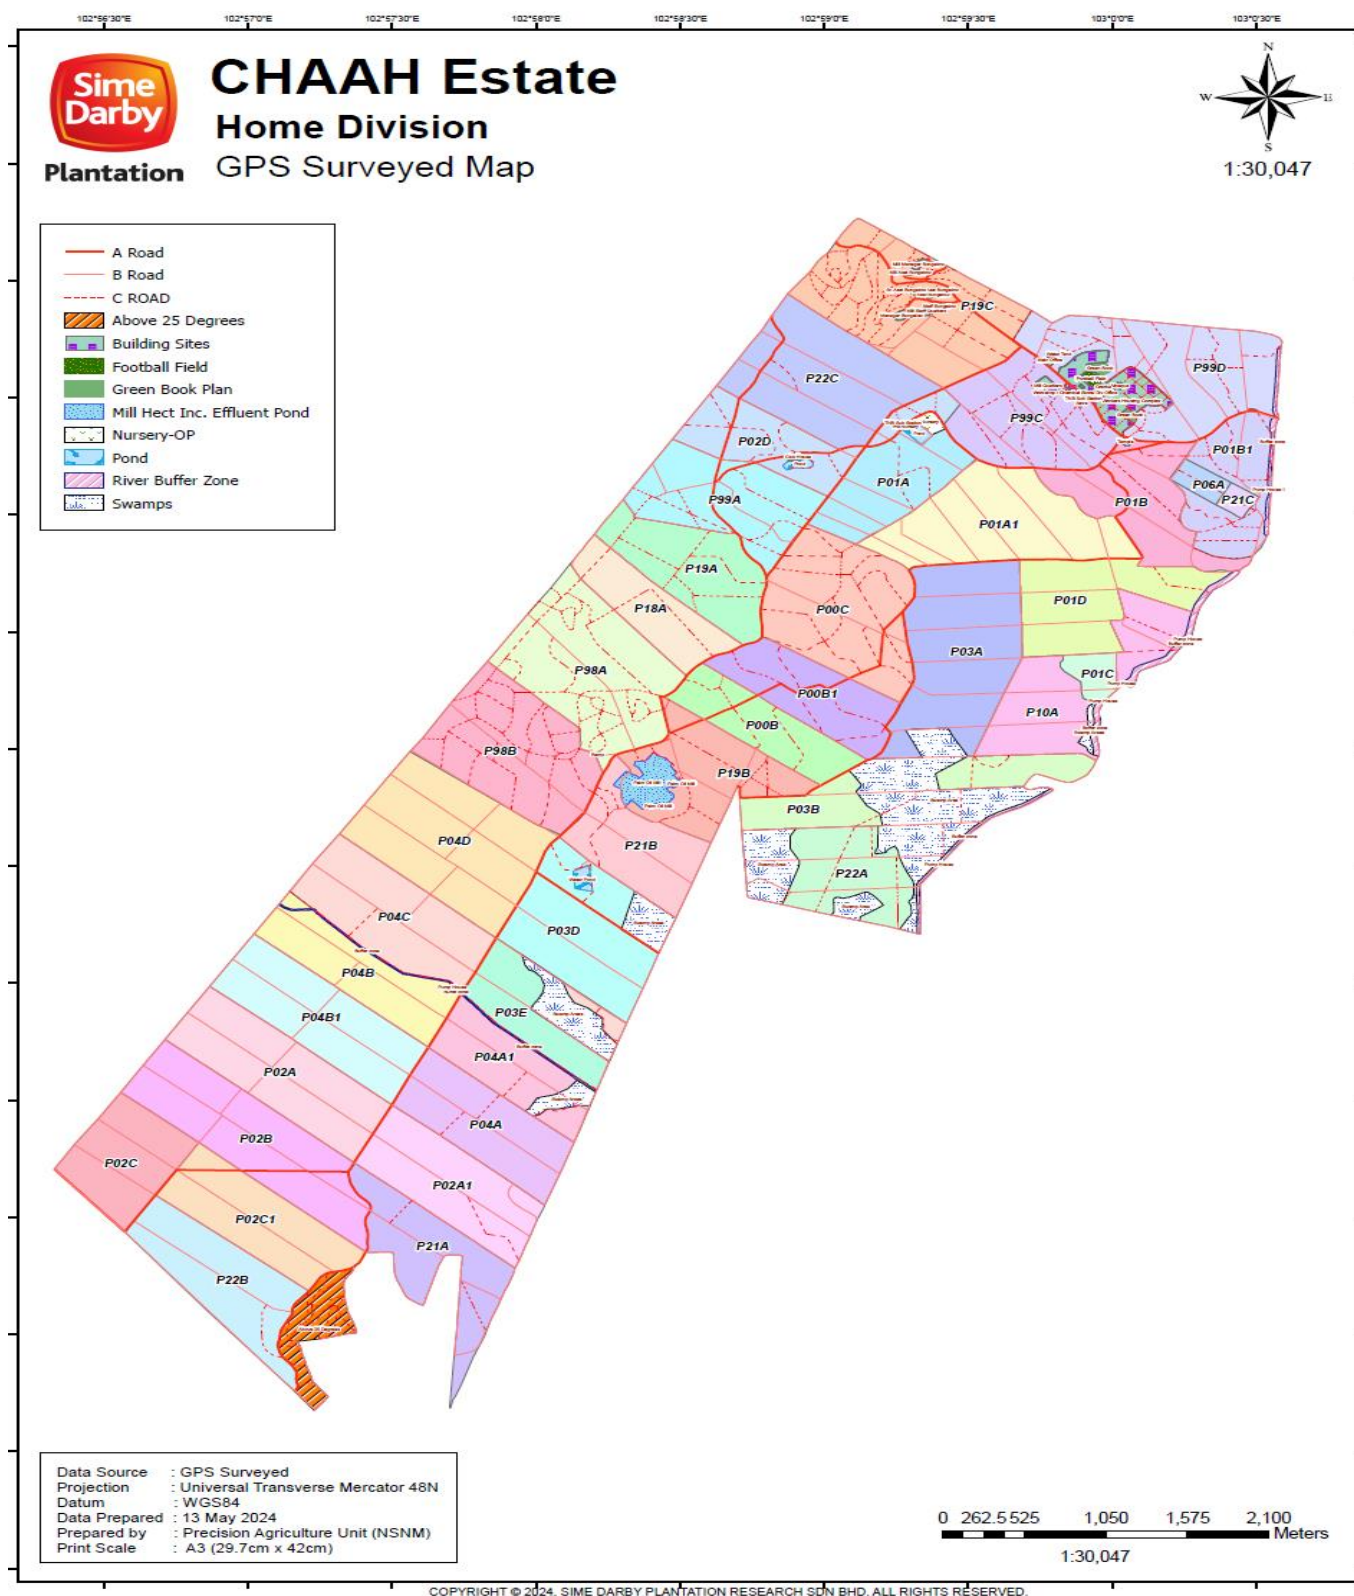 102°56'30"E 102°57'0"E 102°57'30"E 102°58'0"E 102°58'30"E 102°59'0"E 102°59'30"E 103°0'0"E 103°0'30"E
Sime
Darby
Plantation
CHAAH Estate
Home Division
GPS Surveyed Map
N
W E
S
1:30,047
A Road
B Road
C ROAD
Above 25 Degrees
Building Sites
Football Field
Green Book Plan
Mill Hect Inc. Effluent Pond
Nursery-OP
Pond
River Buffer Zone
Swamps
P19C
P22C
P99D
P99C
P02D
P01B1
P01A
P06A
P21C
P99A
P01B
P01A1
P19A
P18A
P00C
P01D
P03A
P98A
P01C
P00B1
P10A
P00B
P98B
P19B
P03B
P04D
P21B
P22A
P04C
P03D
P04B
P03E
P04B1
P04A1
P02A
P04A
P02B
P02C
P02A1
P02C1
P21A
P22B
Above 25 Degrees
Data Source : GPS Surveyed
Projection : Universal Transverse Mercator 48N
Datum : WGS84
Data Prepared : 13 May 2024
Prepared by : Precision Agriculture Unit (NSNM)
Print Scale : A3 (29.7cm x 42cm)
0 262.5 525 1,050 1,575 2,100
Meters
1:30,047
COPYRIGHT © 2024. SIME DARBY PLANTATION RESEARCH SDN BHD. ALL RIGHTS RESERVED.